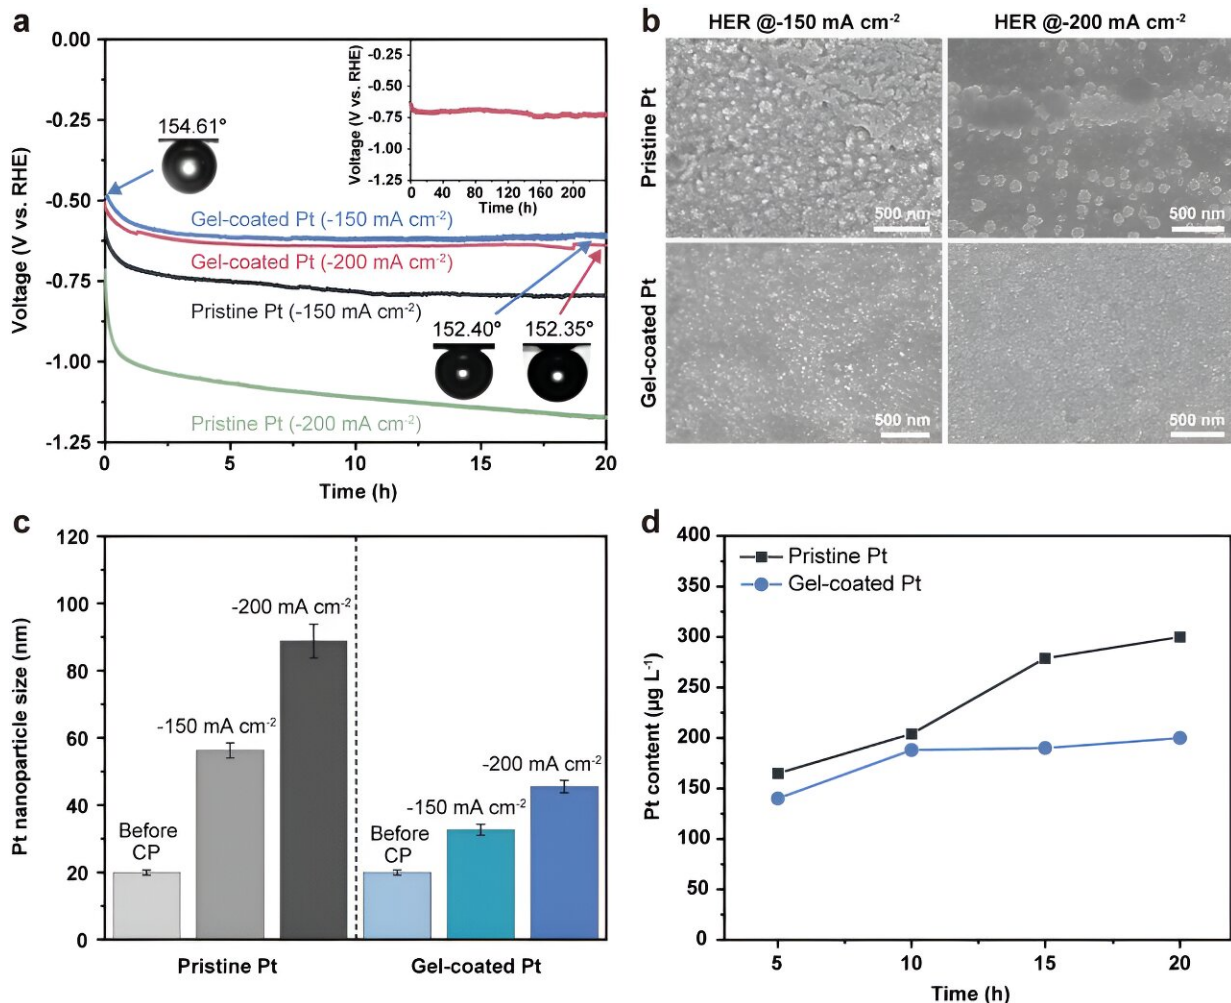 a
0.00
-0.25
-0.50
-0.75
-1.00
-1.25
Voltage (V vs. RHE)
0
5
10
15
20
Time (h)
154.61°
Gel-coated Pt (-150 mA cm⁻²)
Gel-coated Pt (-200 mA cm⁻²)
Pristine Pt (-150 mA cm⁻²)
152.40°
152.35°
Pristine Pt (-200 mA cm⁻²)
Voltage (V vs. RHE)
-0.25
-0.50
-0.75
-1.00
-1.25
0
40
80
120
160
200
Time (h)
b
HER @-150 mA cm⁻²
HER @-200 mA cm⁻²
Pristine Pt
500 nm
500 nm
Gel-coated Pt
500 nm
500 nm
c
120
100
80
60
40
20
0
Pt nanoparticle size (nm)
Before
CP
-150 mA cm⁻²
-200 mA cm⁻²
Before
CP
-150 mA cm⁻²
-200 mA cm⁻²
Pristine Pt
Gel-coated Pt
d
400
350
300
250
200
150
100
50
0
Pt content (µg L⁻¹)
Pristine Pt
Gel-coated Pt
5
10
15
20
Time (h)